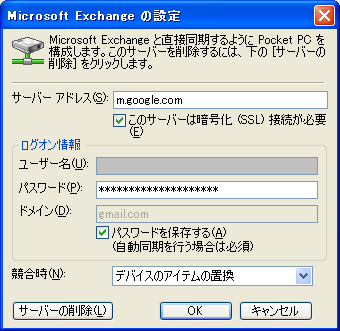 Microsoft Exchange の設定
Microsoft Exchange と直接同期するように Pocket PC を
構成します。このサーバーを削除するには、下の [サーバー
の削除] をクリックします。
サーバー アドレス(S):
m.google.com
このサーバーは暗号化 (SSL) 接続が必要
(E)
ログオン情報
ユーザー名(U):
パスワード(P):
********************
ドメイン(D):
gmail.com
パスワードを保存する(A)
(自動同期を行う場合は必須)
競合時(N):
デバイスのアイテムの置換
サーバーの削除(L)
OK
キャンセル